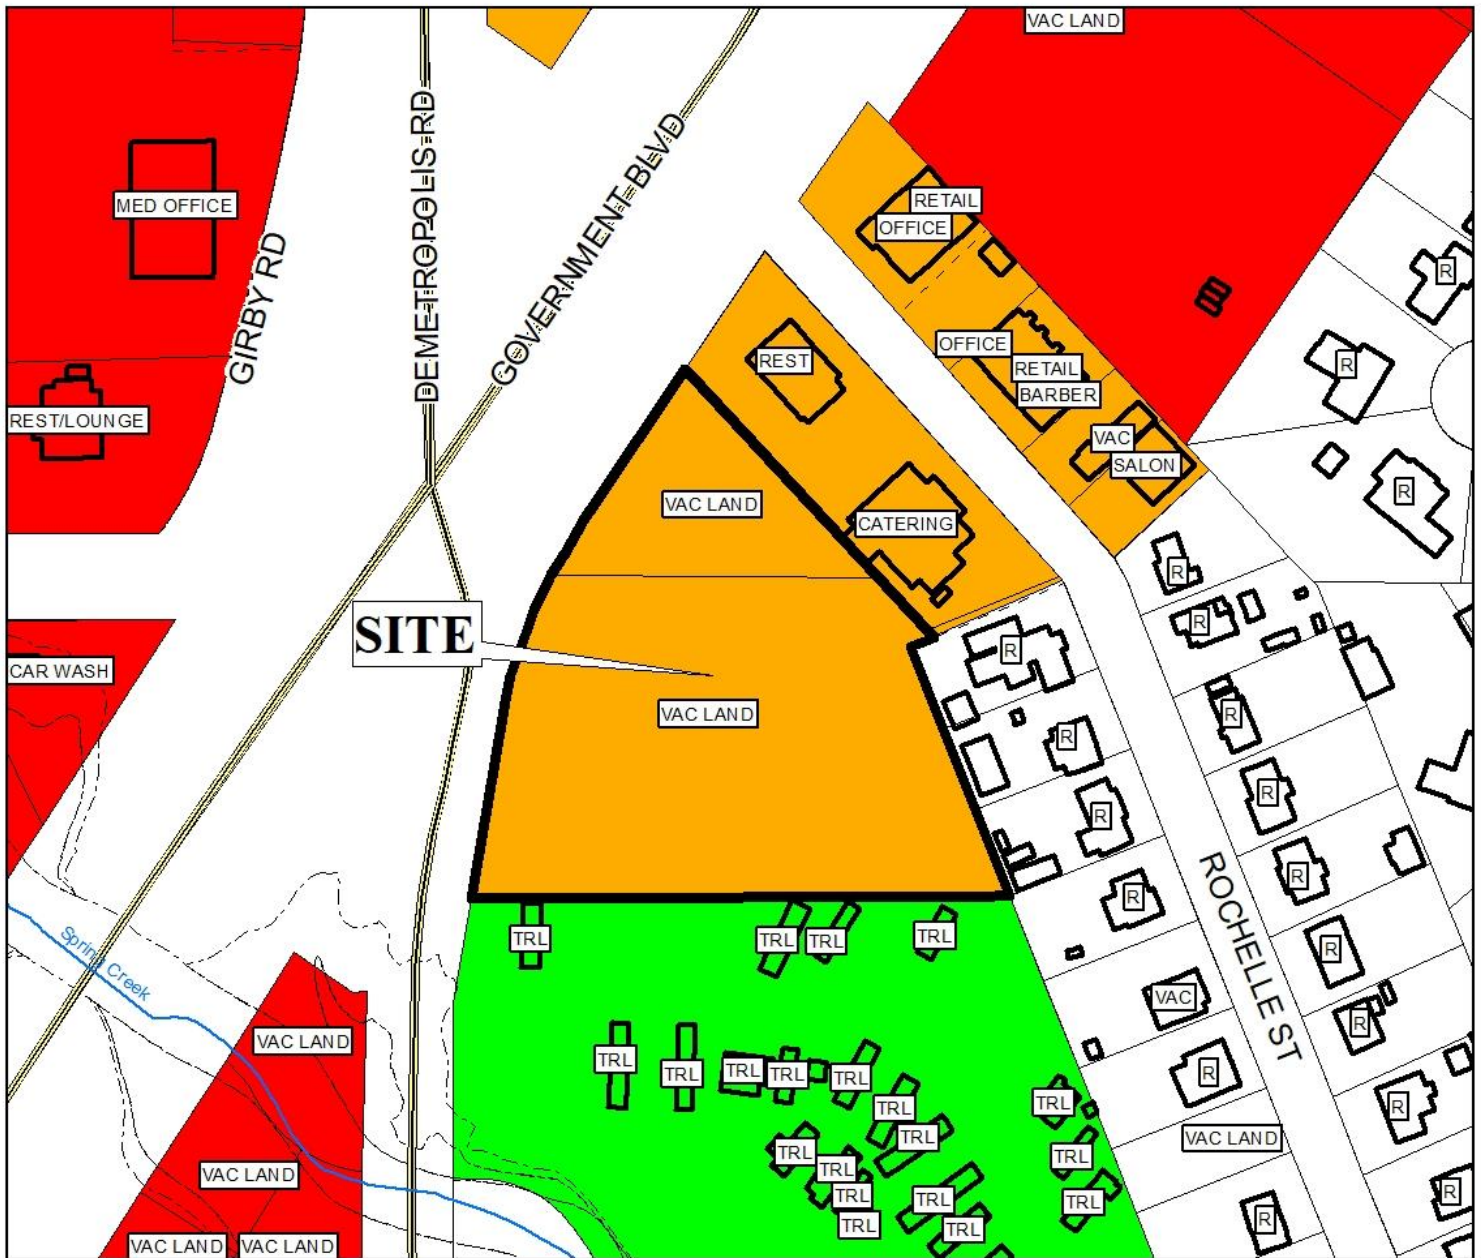 VAC LAND
MED OFFICE
GIRBY RD
DEMETROPOLIS RD
GOVERNMENT BLVD
RETAIL
OFFICE
R
REST
OFFICE
RETAIL
BARBER
R
REST/LOUNGE
VAC
SALON
R
VAC LAND
CATERING
R
R
SITE
R
CAR WASH
VAC LAND
R
R
R
R
R
R
TRL
TRL
TRL
TRL
ROCHELLE ST
R
Spring Creek
VAC
R
VAC LAND
TRL
TRL
TRL
TRL
TRL
R
TRL
TRL
R
TRL
VAC LAND
TRL
TRL
TRL
VAC LAND
TRL
TRL
TRL
R
TRL
TRL
R
VAC LAND
VAC LAND